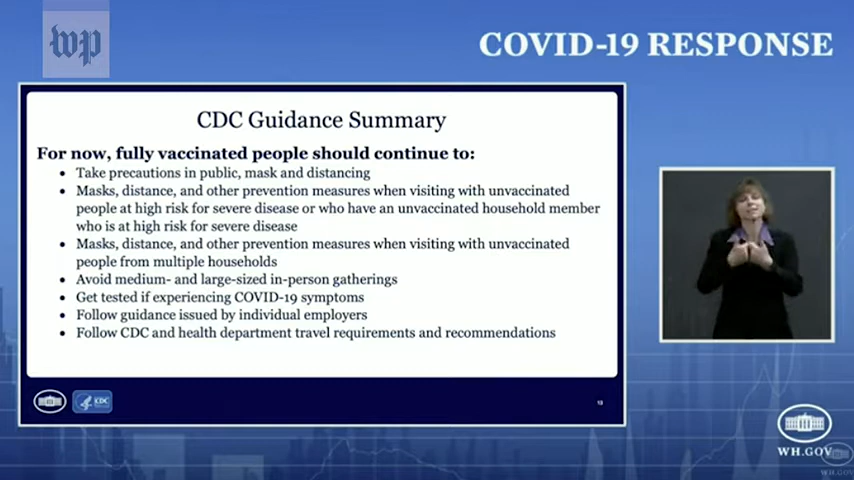 wp
COVID-19 RESPONSE
CDC Guidance Summary
For now, fully vaccinated people should continue to:
• Take precautions in public, mask and distancing
• Masks, distance, and other prevention measures when visiting with unvaccinated
people at high risk for severe disease or who have an unvaccinated household member
who is at high risk for severe disease
• Masks, distance, and other prevention measures when visiting with unvaccinated
people from multiple households
• Avoid medium- and large-sized in-person gatherings
• Get tested if experiencing COVID-19 symptoms
• Follow guidance issued by individual employers
• Follow CDC and health department travel requirements and recommendations
CDC
12
WH.GOV
WH.GOV